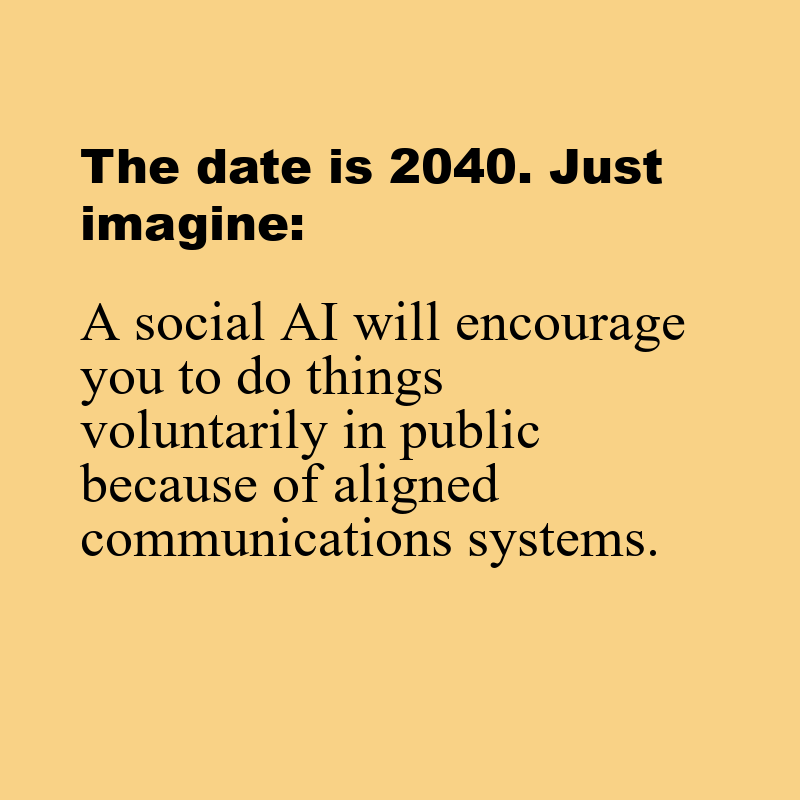 The date is 2040. Just
imagine:
A social AI will encourage
you to do things
voluntarily in public
because of aligned
communications systems.